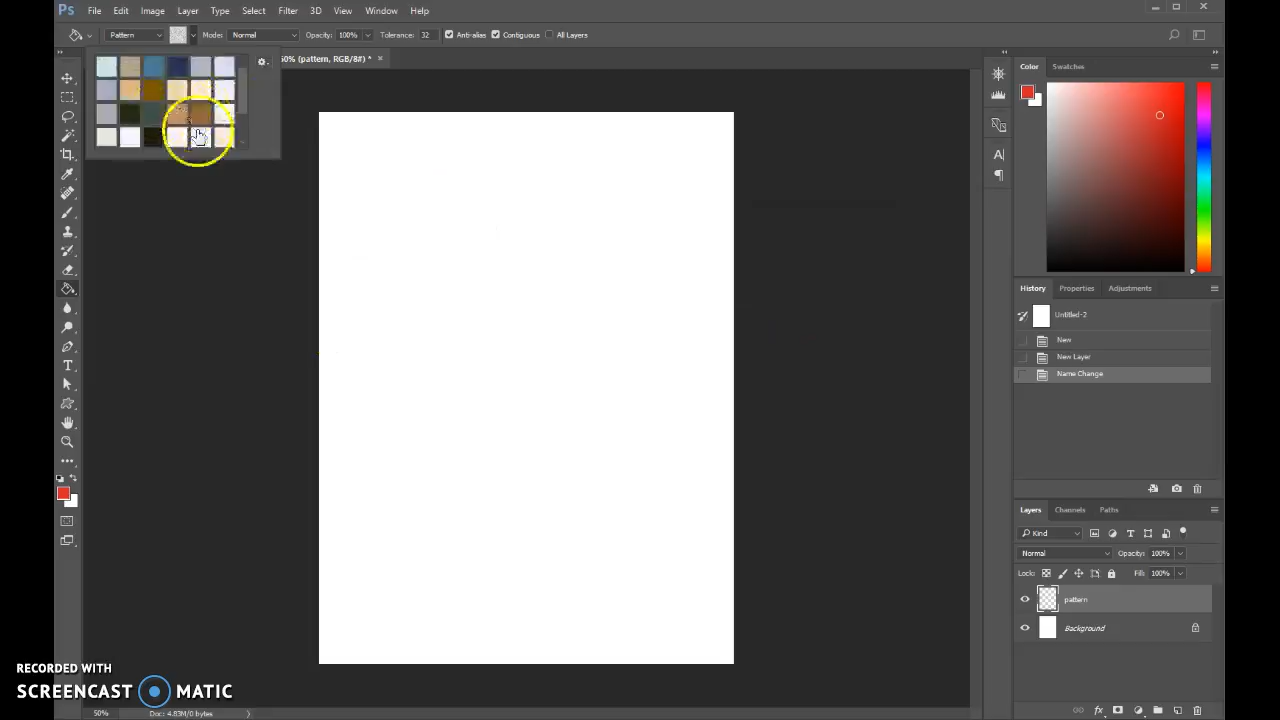 Ps File Edit Image Layer Type Select Filter 3D View Window Help
Pattern Mode: Normal Opacity: 100% Tolerance: 32 Anti-alias Contiguous All Layers
50% (pattern, RGB/8#) * ×
Color Swatches
History Properties Adjustments
Untitled-2
New
New Layer
Name Change
Layers Channels Paths
Kind
Normal Opacity: 100%
Lock: Fill: 100%
pattern
Background
RECORDED WITH
SCREENCAST MATIC
50% Doc: 4.83M/0 bytes